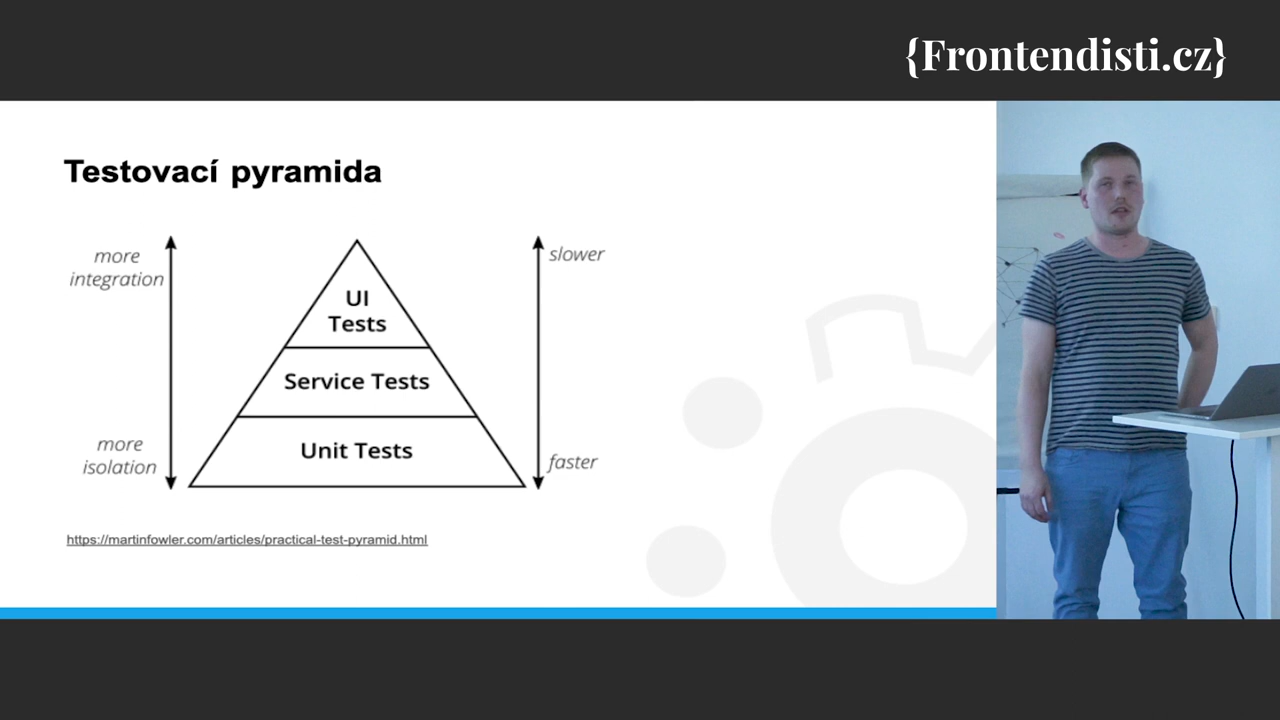 {Frontendisti.cz}
Testovací pyramida
more
integration
slower
UI
Tests
Service Tests
Unit Tests
more
isolation
faster
https://martinfowler.com/articles/practical-test-pyramid.html